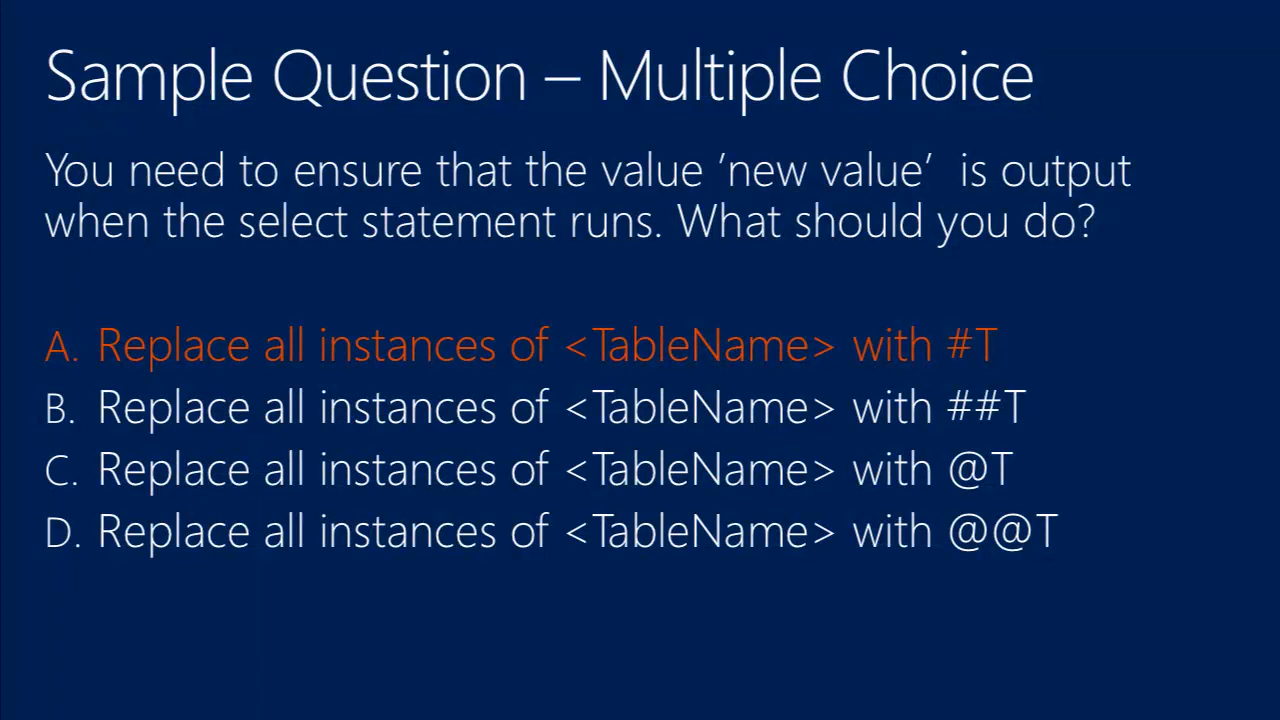 Sample Question – Multiple Choice
You need to ensure that the value ’new value’ is output
when the select statement runs. What should you do?
A. Replace all instances of <TableName> with #T
B. Replace all instances of <TableName> with ##T
C. Replace all instances of <TableName> with @T
D. Replace all instances of <TableName> with @@T